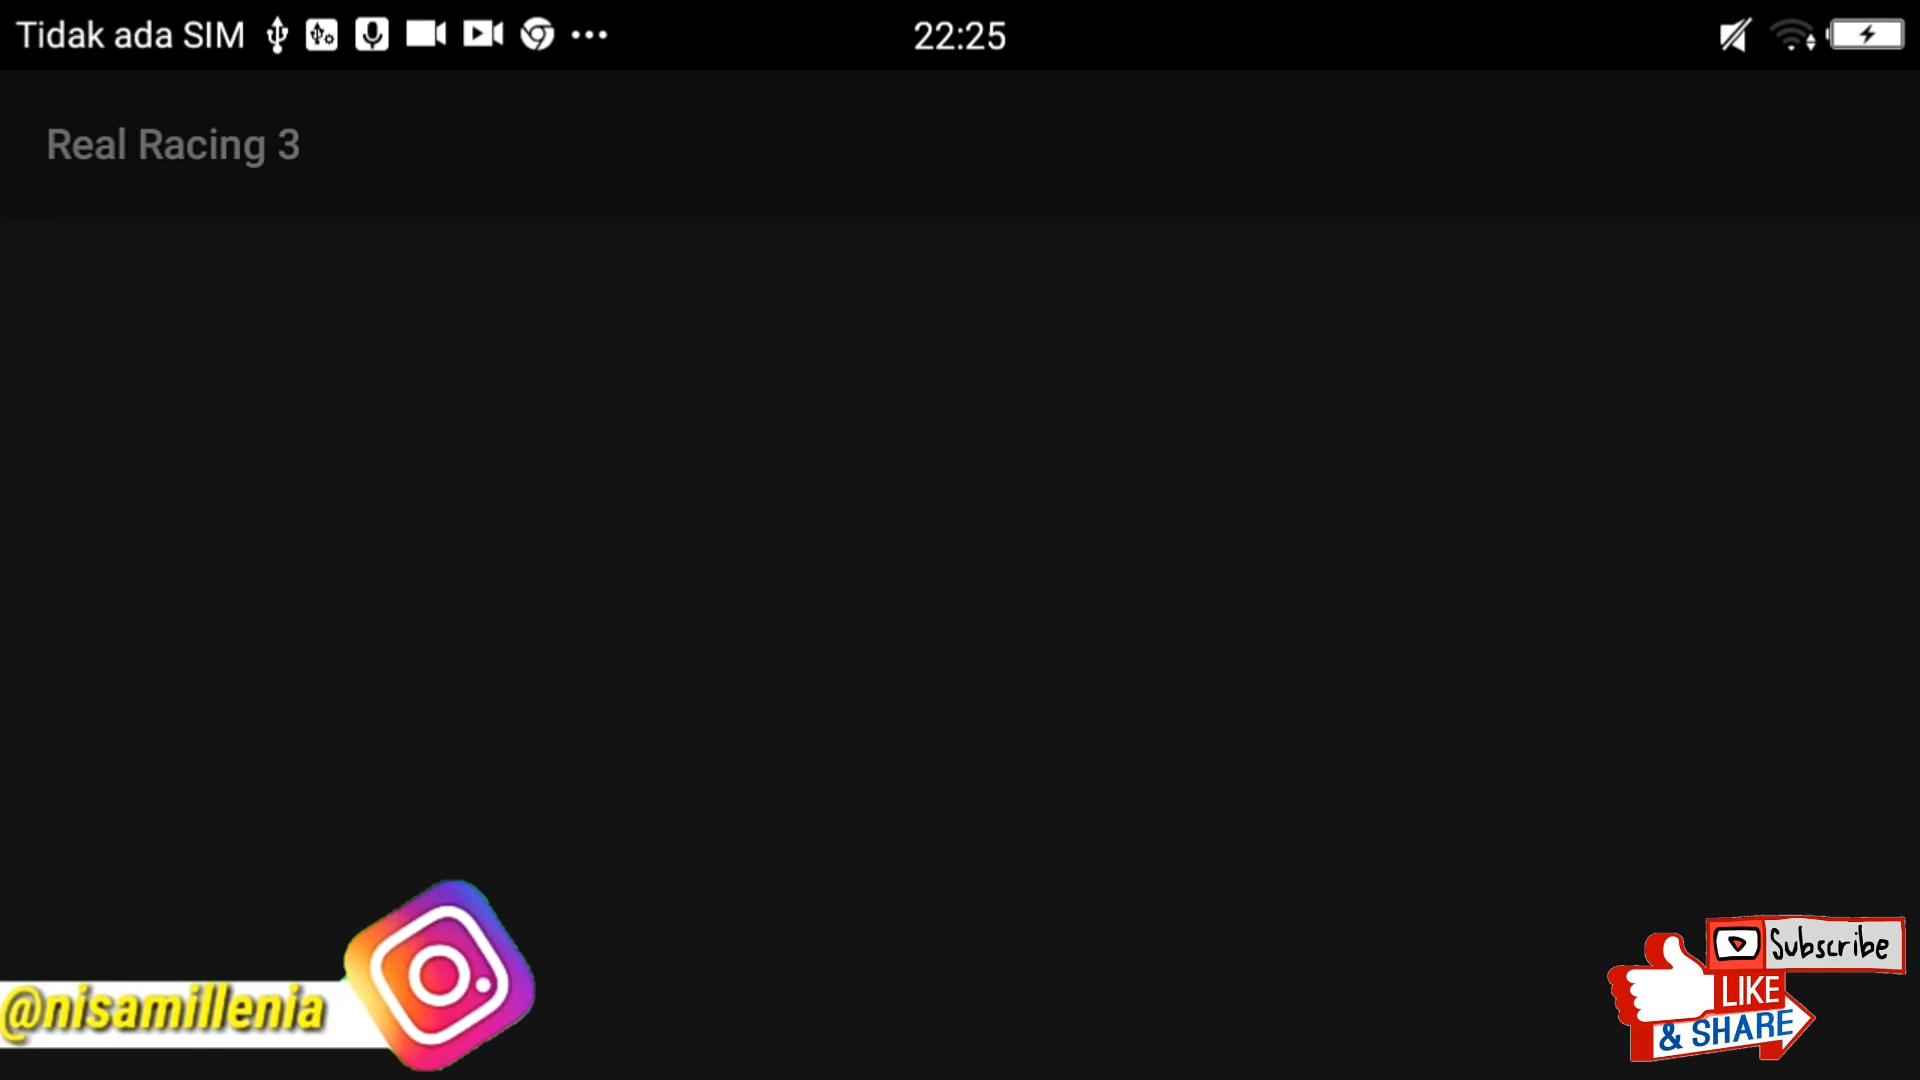 Tidak ada SIM 22:25
Real Racing 3
@nisamillenia
Subscribe
LIKE
& SHARE